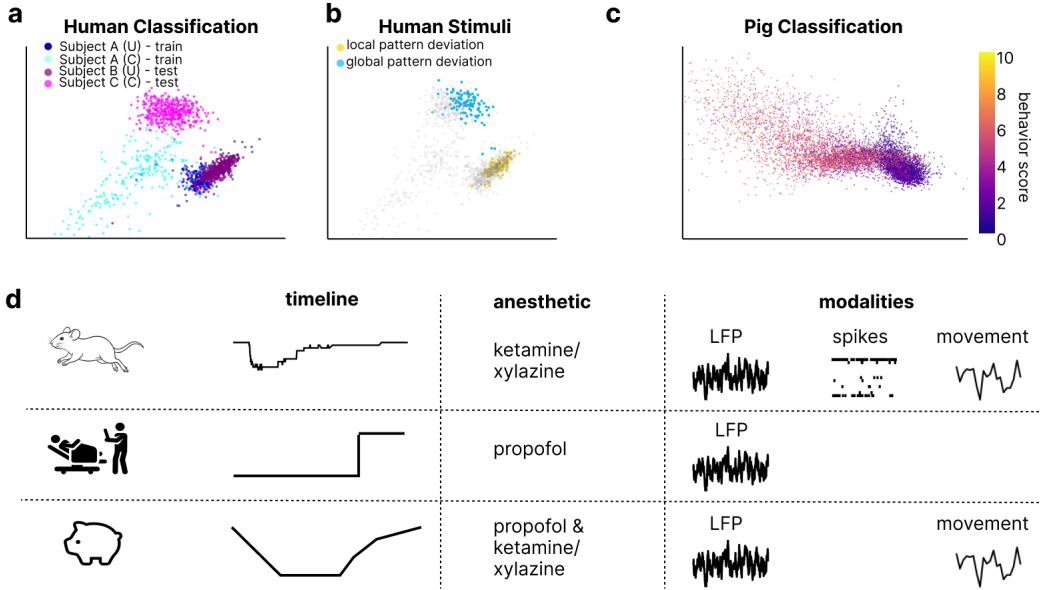 a
Human Classification
Subject A (U) - train
Subject A (C) - train
Subject B (U) - test
Subject C (C) - test
b
Human Stimuli
local pattern deviation
global pattern deviation
c
Pig Classification
10
8
6
4
2
0
behavior score
d
timeline
anesthetic
modalities
ketamine/
xylazine
LFP
spikes
movement
propofol
LFP
propofol &
ketamine/
xylazine
LFP
movement